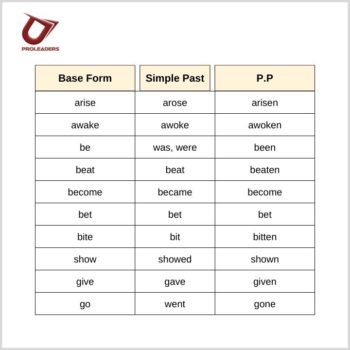 PROLEADERS
Base Form Simple Past P.P
arise arose arisen
awake awoke awoken
be was, were been
beat beat beaten
become became become
bet bet bet
bite bit bitten
show showed shown
give gave given
go went gone